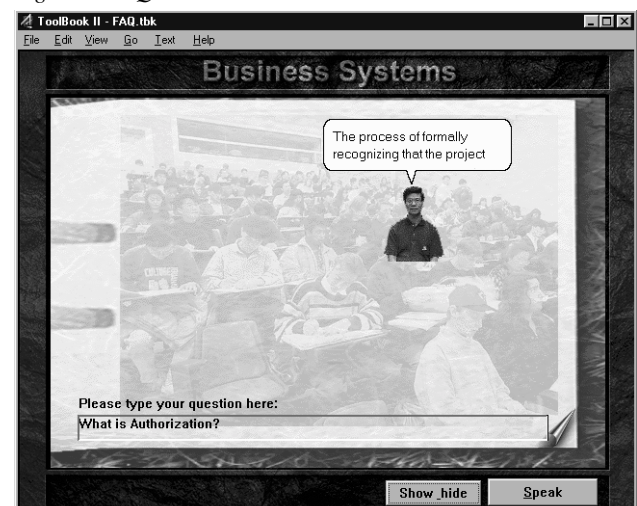 ToolBook II - FAQ.tbk
File Edit View Go Text Help
Business Systems
The process of formally
recognizing that the project
Please type your question here:
What is Authorization?
Show_hide Speak